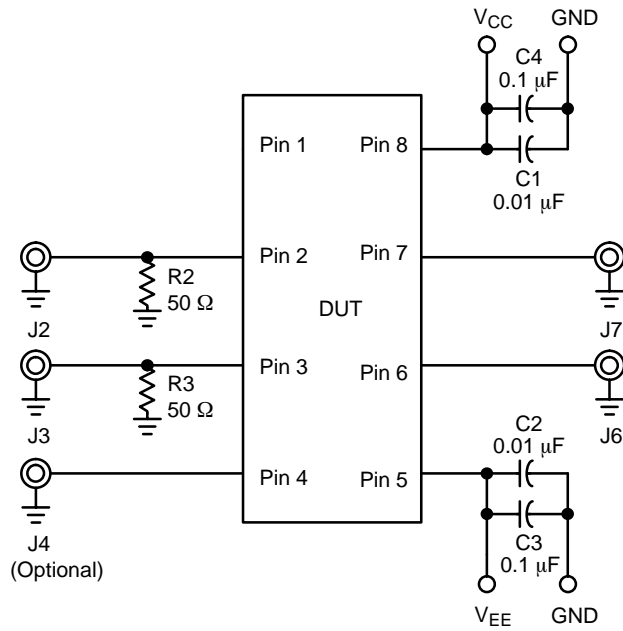 V_CC GND
C4
0.1 μF
Pin 1 Pin 8
C1
0.01 μF
Pin 2 Pin 7
R2
50 Ω
DUT
J2 J7
Pin 3 Pin 6
R3
50 Ω
J3 J6
C2
0.01 μF
Pin 4 Pin 5
C3
0.1 μF
J4
(Optional)
V_EE GND